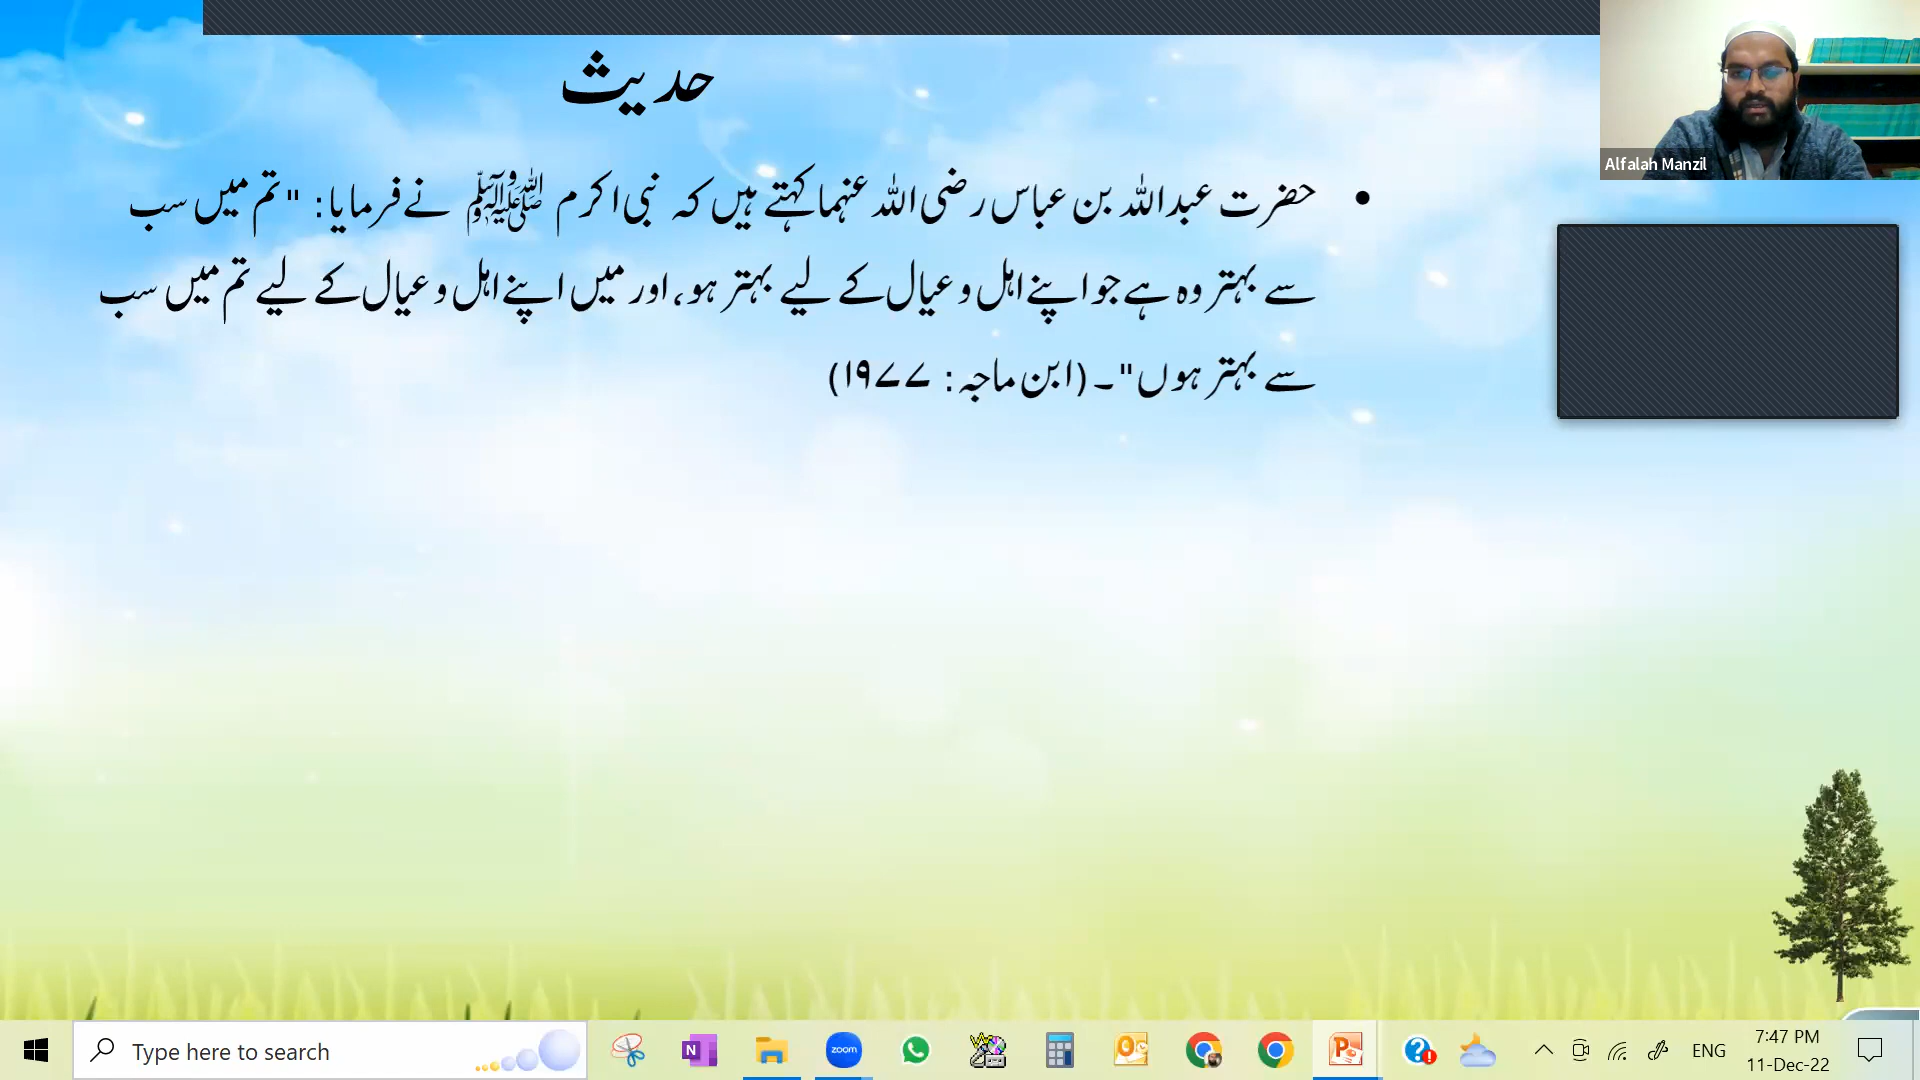 حدیث
Alfalah Manzil
• حضرت عبداللہ بن عباس رضی اللہ عنہما کہتے ہیں کہ نبی اکرم ﷺ نے فرمایا: "تم میں سب
سے بہتر وہ ہے جو اپنے اہل و عیال کے لیے بہتر ہو، اور میں اپنے اہل و عیال کے لیے تم میں سب
سے بہتر ہوں"۔ (ابن ماجہ: ۱۹۷۷)
Type here to search
N
zoom
W
O
P
?
!
ENG
7:47 PM
11-Dec-22